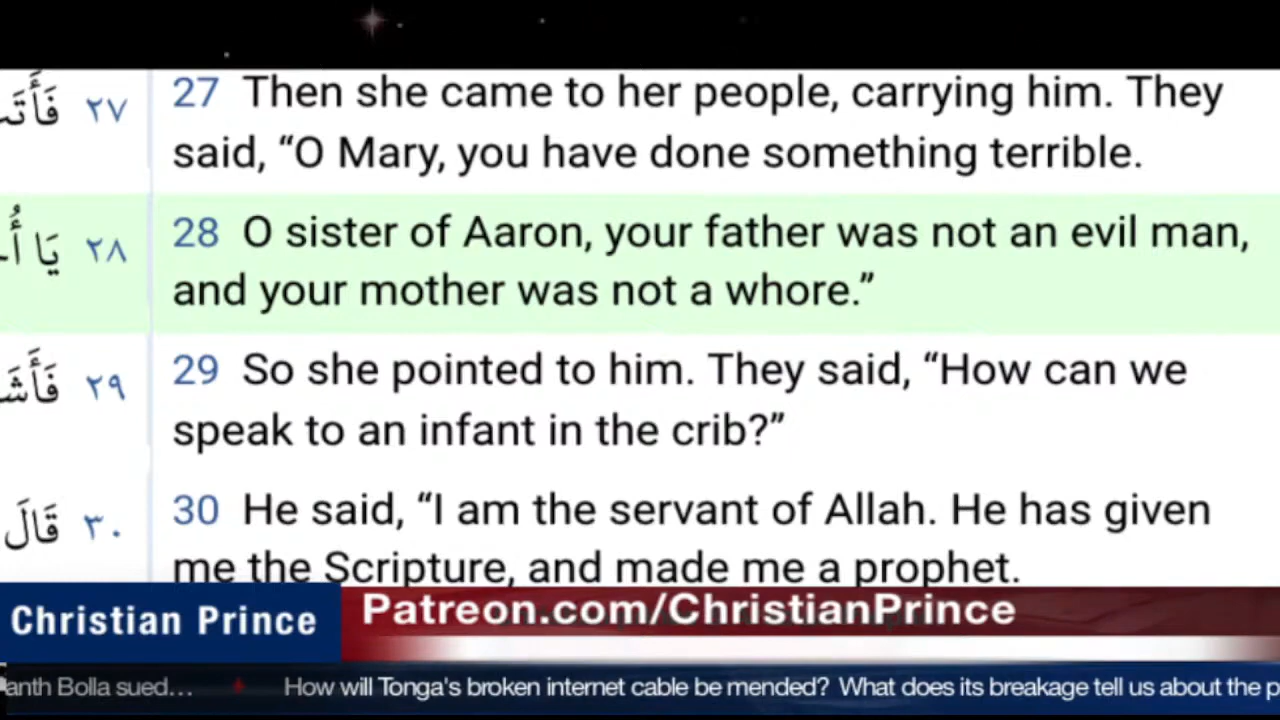 فَأَتَ ٢٧ 27 Then she came to her people, carrying him. They
said, “O Mary, you have done something terrible.
يَا أُ ٢٨ 28 O sister of Aaron, your father was not an evil man,
and your mother was not a whore.”
فَأَشَ ٢٩ 29 So she pointed to him. They said, “How can we
speak to an infant in the crib?”
قَالَ ٣٠ 30 He said, “I am the servant of Allah. He has given
me the Scripture, and made me a prophet.
Christian Prince Patreon.com/ChristianPrince
anth Bolla sued... How will Tonga's broken internet cable be mended? What does its breakage tell us about the p